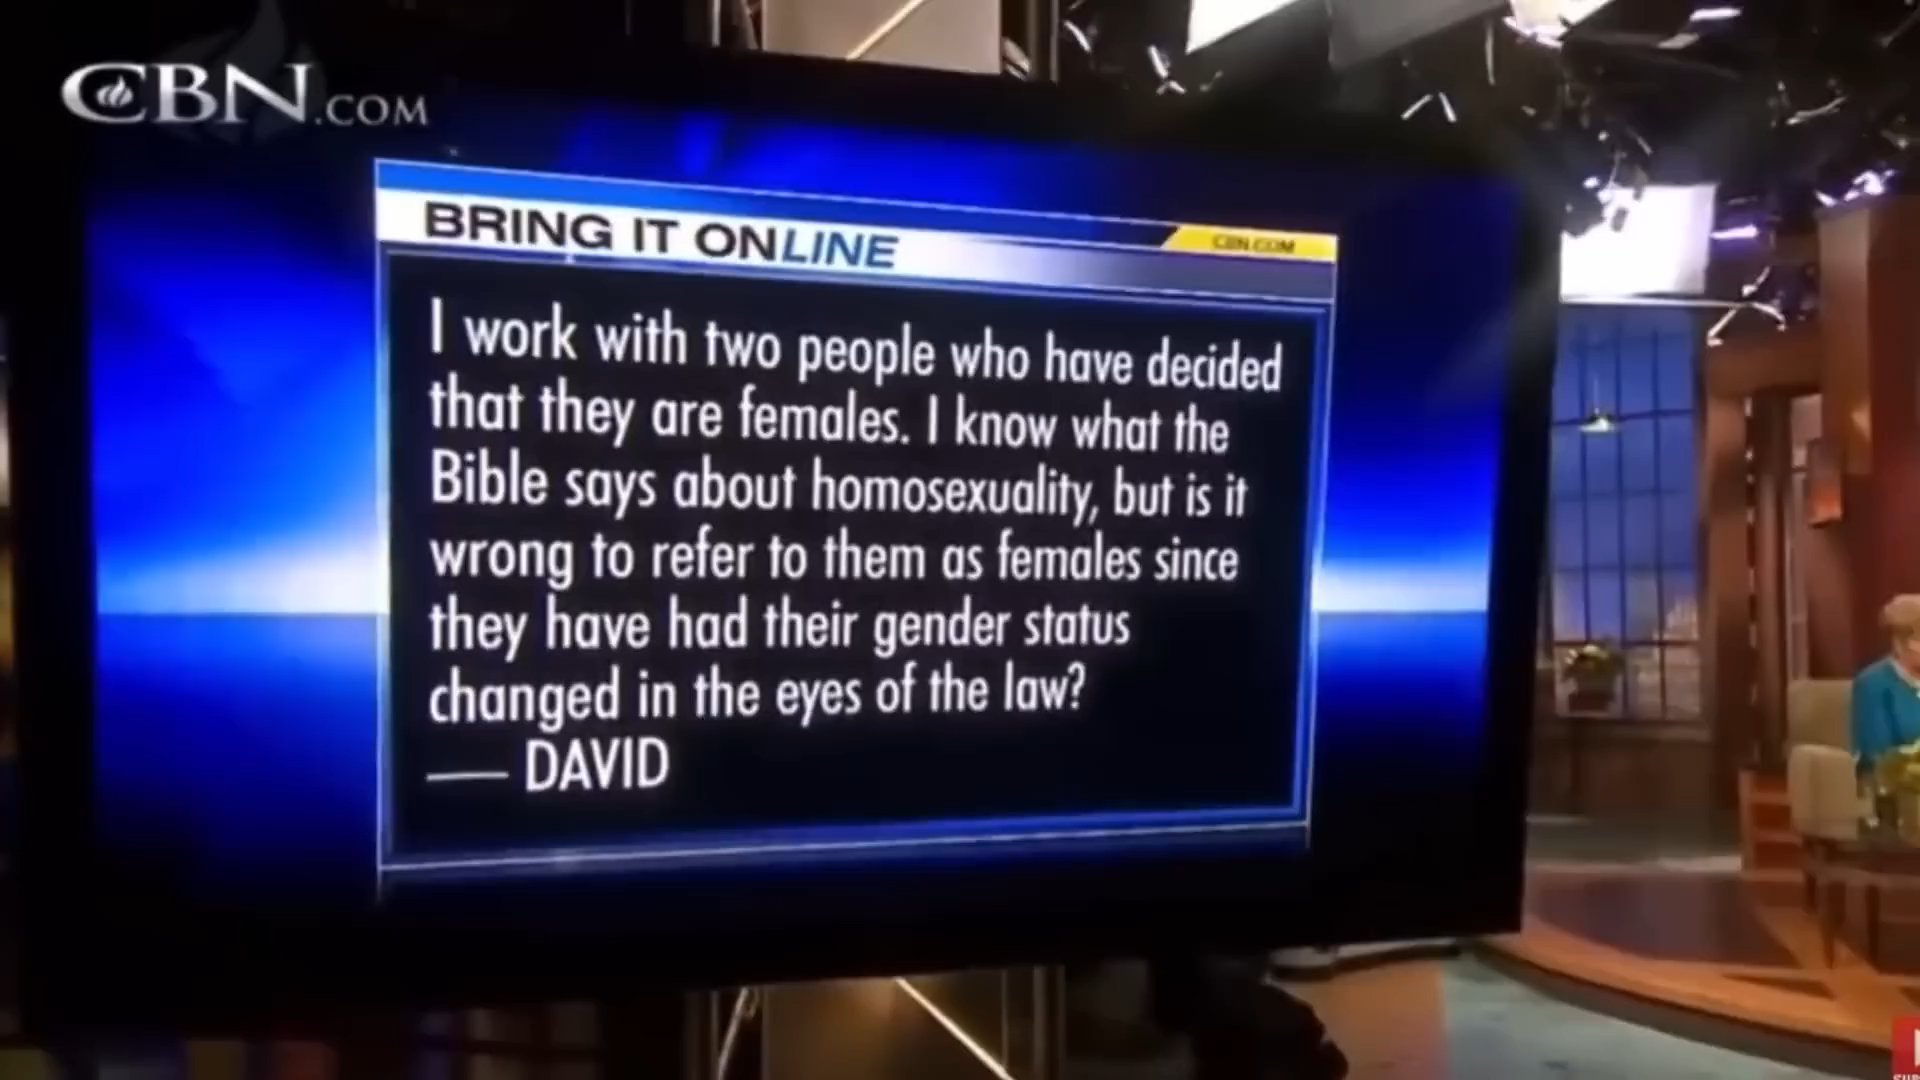 CBN.COM
BRING IT ONLINE
CBN.COM
I work with two people who have decided
that they are females. I know what the
Bible says about homosexuality, but is it
wrong to refer to them as females since
they have had their gender status
changed in the eyes of the law?
— DAVID